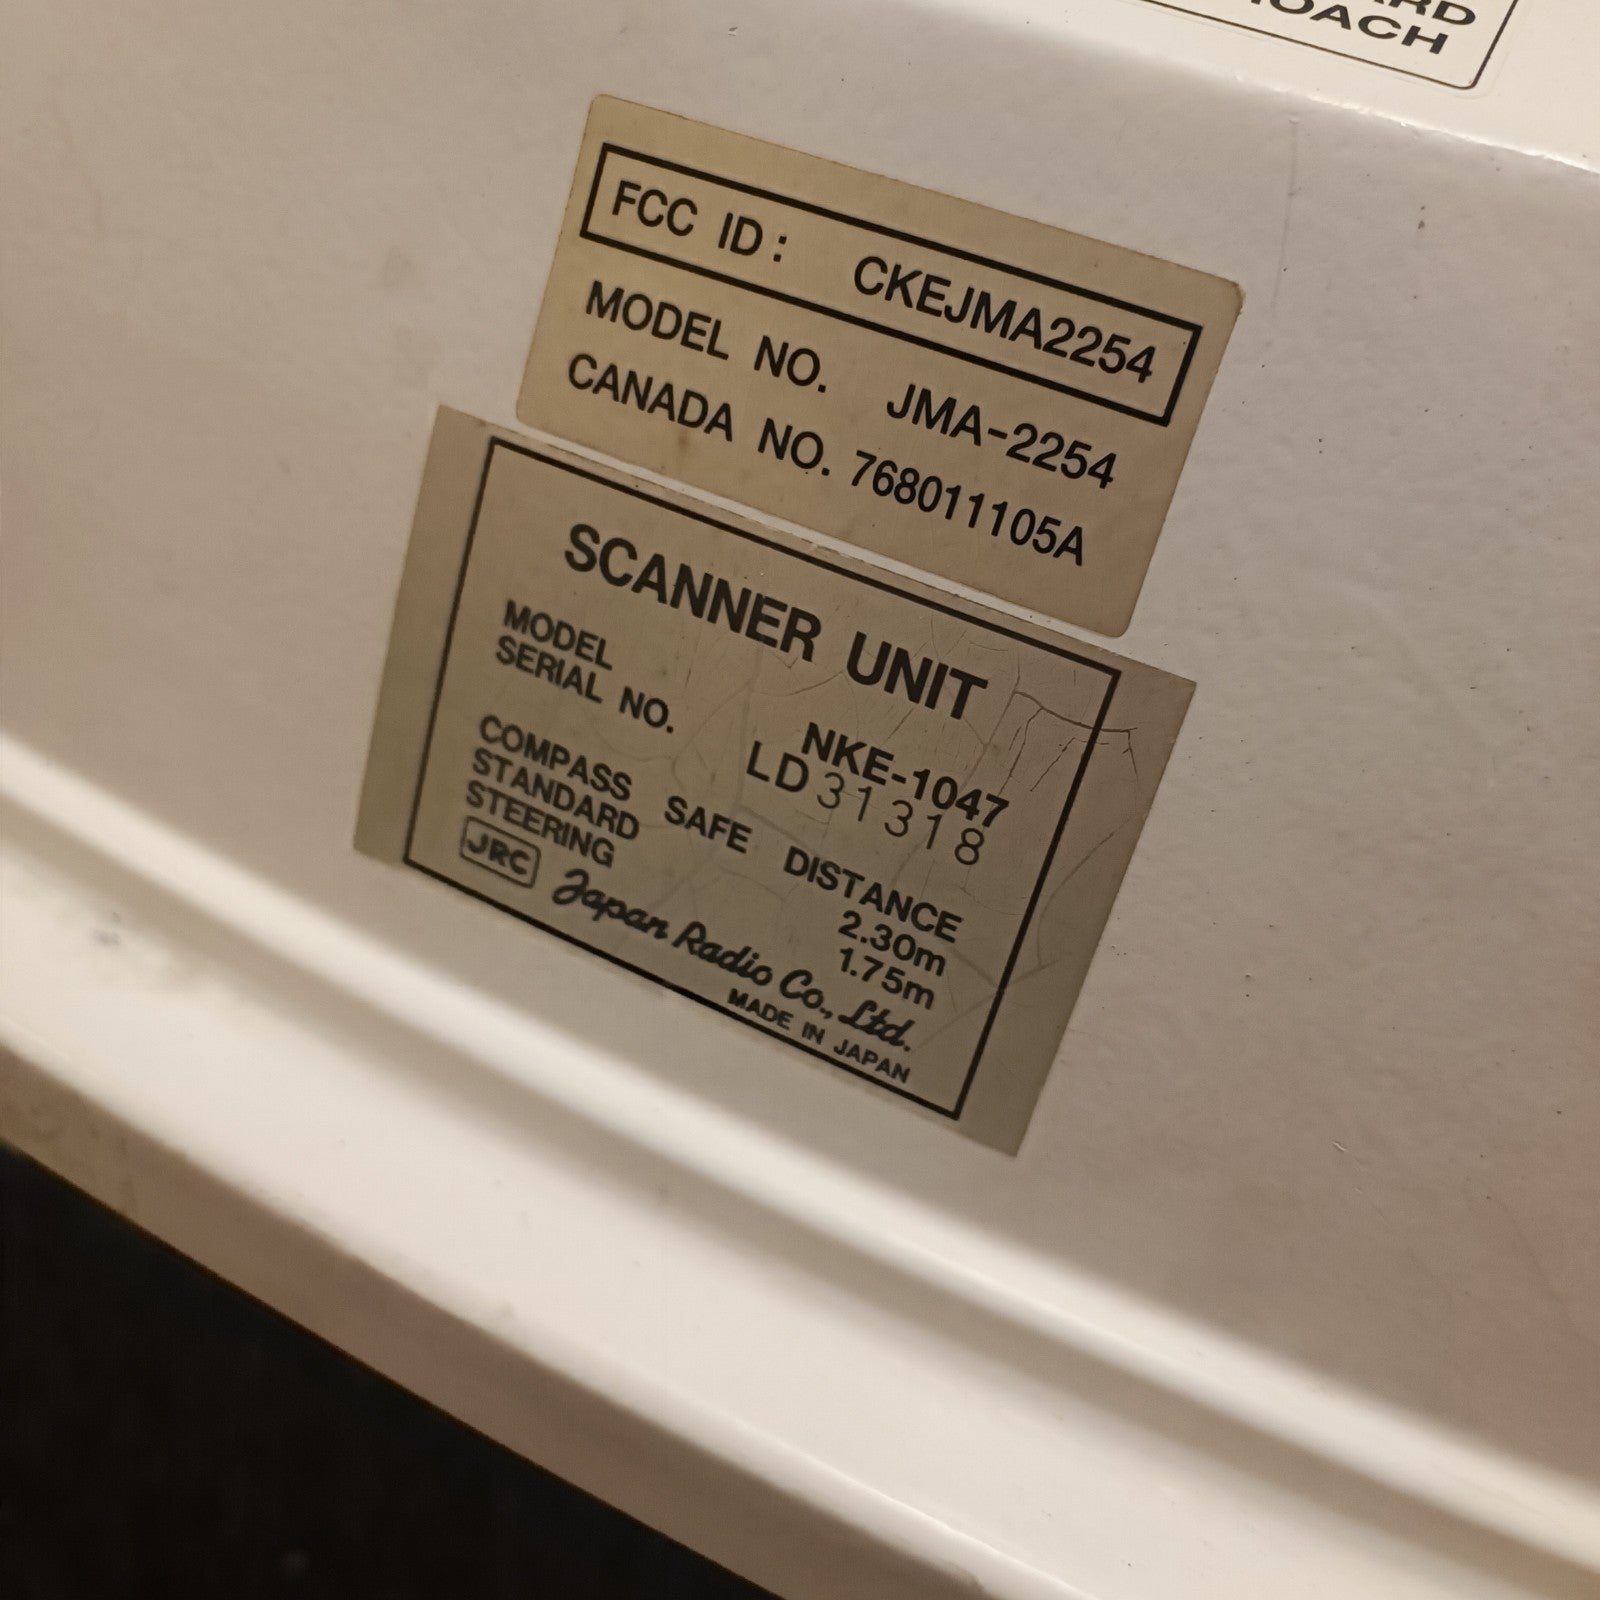 FCC ID: CKEJMA2254
MODEL NO. JMA-2254
CANADA NO. 768011105A
SCANNER UNIT
MODEL NKE-1047
SERIAL NO. LD31318
COMPASS SAFE DISTANCE
STANDARD 2.30m
STEERING 1.75m
JRC Japan Radio Co., Ltd.
MADE IN JAPAN